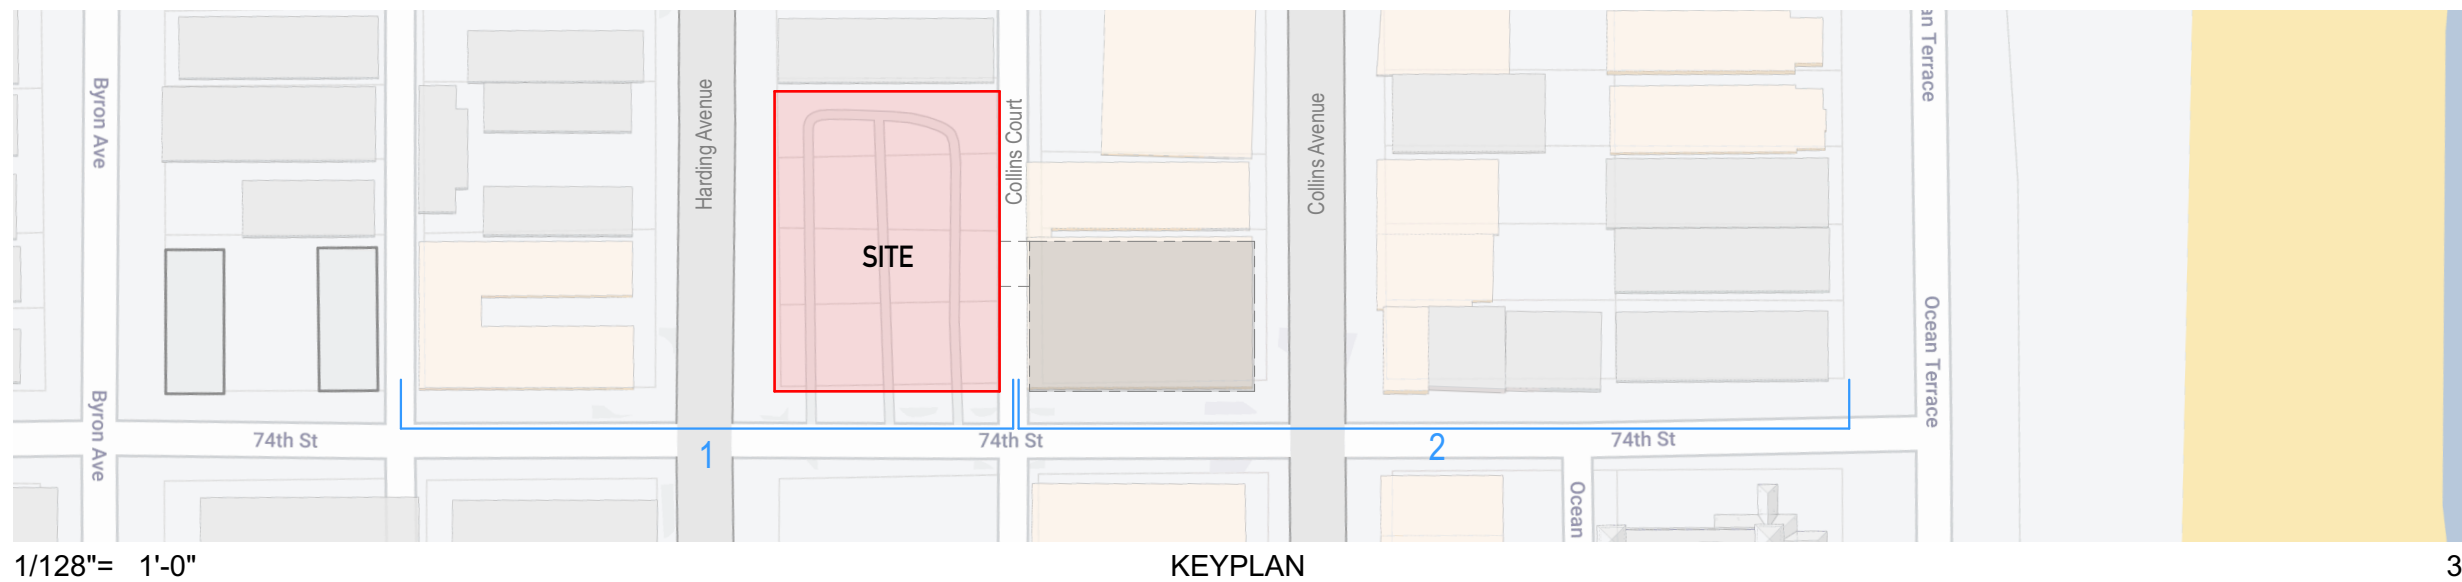 an Terrace
Byron Ave
Harding Avenue
Collins Court
Collins Avenue
SITE
Ocean Terrace
Byron Ave
74th St
1
74th St
2
74th St
Ocean
1/128"= 1'-0"
KEYPLAN
3